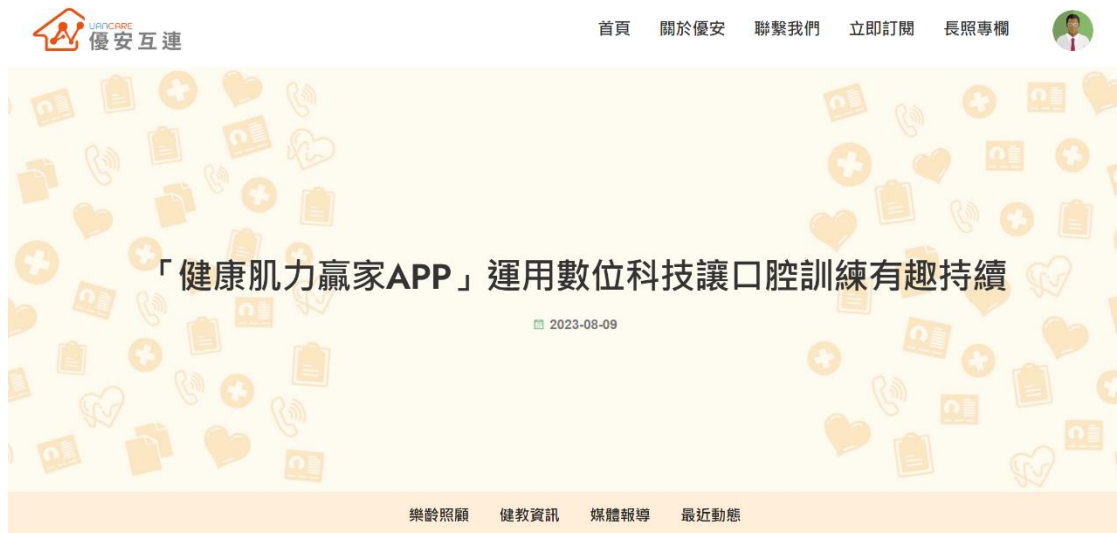 UANCARE
優安互連
首頁 關於優安 聯繫我們 立即訂閱 長照專欄
「健康肌力贏家APP」運用數位科技讓口腔訓練有趣持續
2023-08-09
樂齡照顧 健教資訊 媒體報導 最近動態